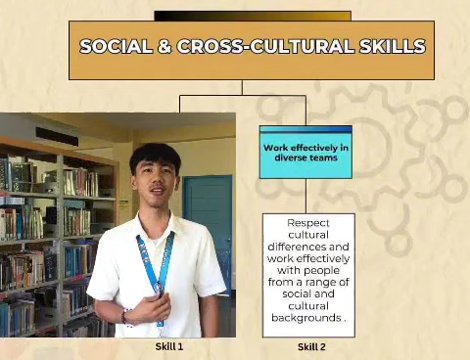 SOCIAL & CROSS-CULTURAL SKILLS
Work effectively in
diverse teams
Respect
cultural
differences and
work effectively
with people
from a range of
social and
cultural
backgrounds .
Skill 1
Skill 2